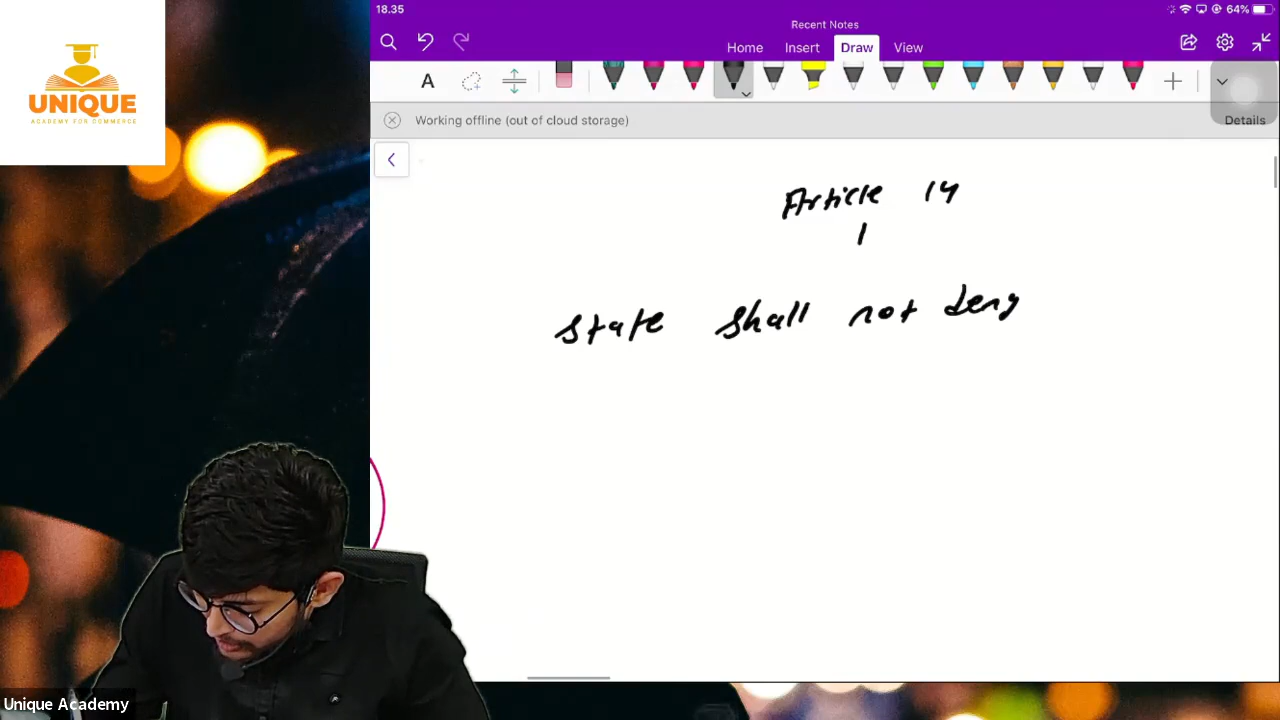 18.35
Recent Notes
64%
Home Insert Draw View
A
Working offline (out of cloud storage)
Details
UNIQUE
ACADEMY FOR COMMERCE
Article 14
State shall not deny
Unique Academy